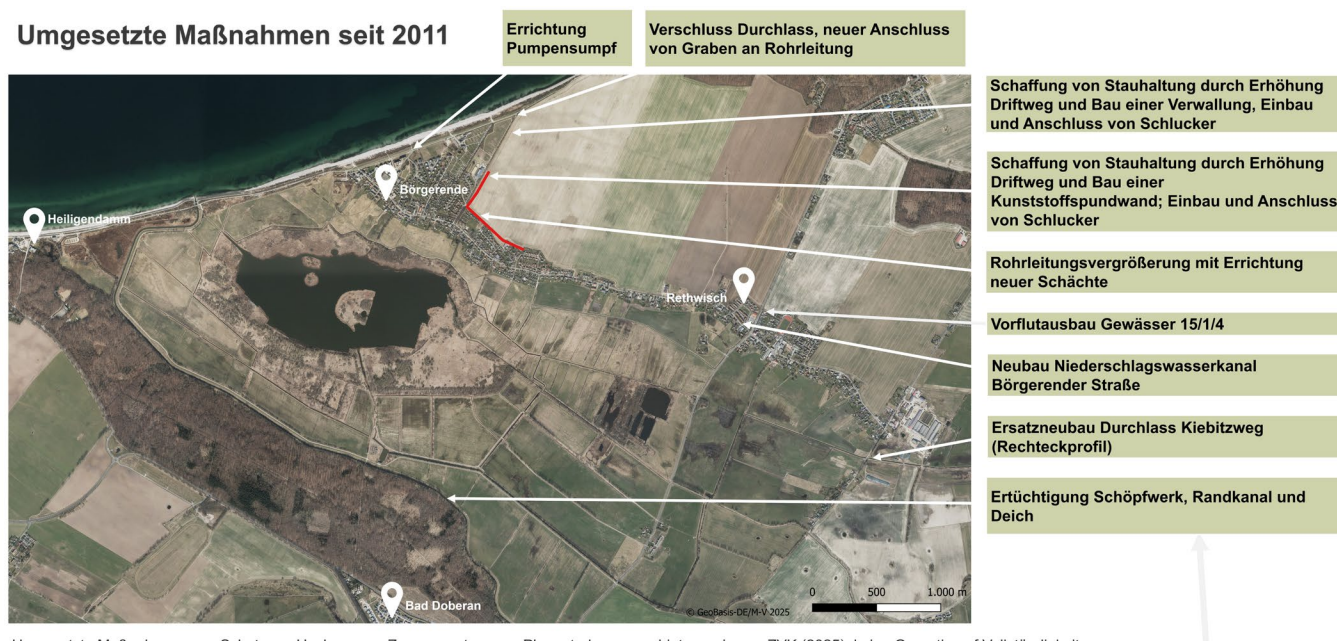 Umgesetzte Maßnahmen seit 2011
Errichtung
Pumpensumpf
Verschluss Durchlass, neuer Anschluss
von Graben an Rohrleitung
Schaffung von Stauhaltung durch Erhöhung
Driftweg und Bau einer Verwallung, Einbau
und Anschluss von Schlucker
Schaffung von Stauhaltung durch Erhöhung
Driftweg und Bau einer
Kunststoffspundwand; Einbau und Anschluss
von Schlucker
Rohrleitungsvergrößerung mit Errichtung
neuer Schächte
Vorflutausbau Gewässer 15/1/4
Neubau Niederschlagswasserkanal
Börgerender Straße
Ersatzneubau Durchlass Kiebitzweg
(Rechteckprofil)
Ertüchtigung Schöpfwerk, Randkanal und
Deich
Börgerende
Heiligendamm
Rethwisch
Bad Doberan
0 500 1.000 m
© GeoBasis-DE/M-V 2025